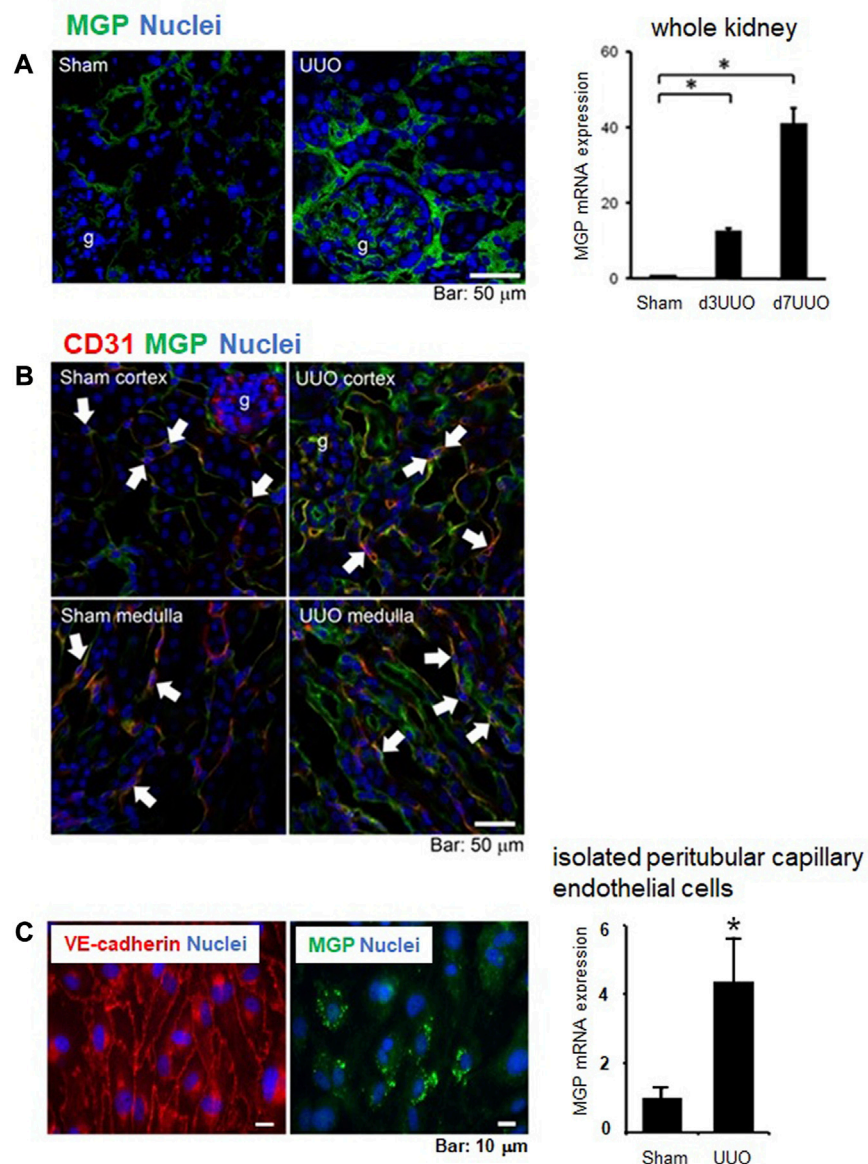 MGP Nuclei
A
Sham
g
UUO
g
Bar: 50 μm
whole kidney
MGP mRNA expression
60
40
20
0
*
*
Sham d3UUO d7UUO
CD31 MGP Nuclei
B
Sham cortex
g
UUO cortex
g
Sham medulla
UUO medulla
Bar: 50 μm
C
VE-cadherin Nuclei
MGP Nuclei
Bar: 10 μm
isolated peritubular capillary
endothelial cells
MGP mRNA expression
6
4
2
0
*
Sham UUO